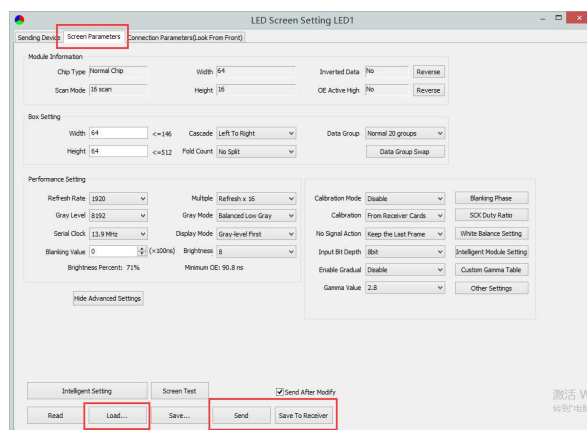 LED Screen Setting LED1
Sending Device Screen Parameters Connection Parameters(Look From Front)
Module Information
Chip Type Normal Chip Width 64 Inverted Data No Reverse
Scan Mode 16 scan Height 16 OE Active High No Reverse
Box Setting
Width 64 <=146 Cascade Left To Right Data Group Normal 20 groups
Height 64 <=512 Fold Count No Split Data Group Swap
Performance Setting
Refresh Rate 1920 Multiple Refresh x 16 Calibration Mode Disable Blanking Phase
Gray Level 8192 Gray Mode Balanced Low Gray Calibration From Receiver Cards SCK Duty Ratio
Serial Clock 13.9 MHz Display Mode Gray-level First No Signal Action Keep the Last Frame White Balance Setting
Blanking Value 0 (×100ns) Brightness 8 Input Bit Depth 8bit Intelligent Module Setting
Brightness Percent: 71% Minimum OE: 90.8 ns Enable Gradual Disable Custom Gamma Table
Gamma Value 2.8 Other Settings
Hide Advanced Settings
Intelligent Setting Screen Test Send After Modify
激活 W
转到"电脑
Read Load... Save... Send Save To Receiver